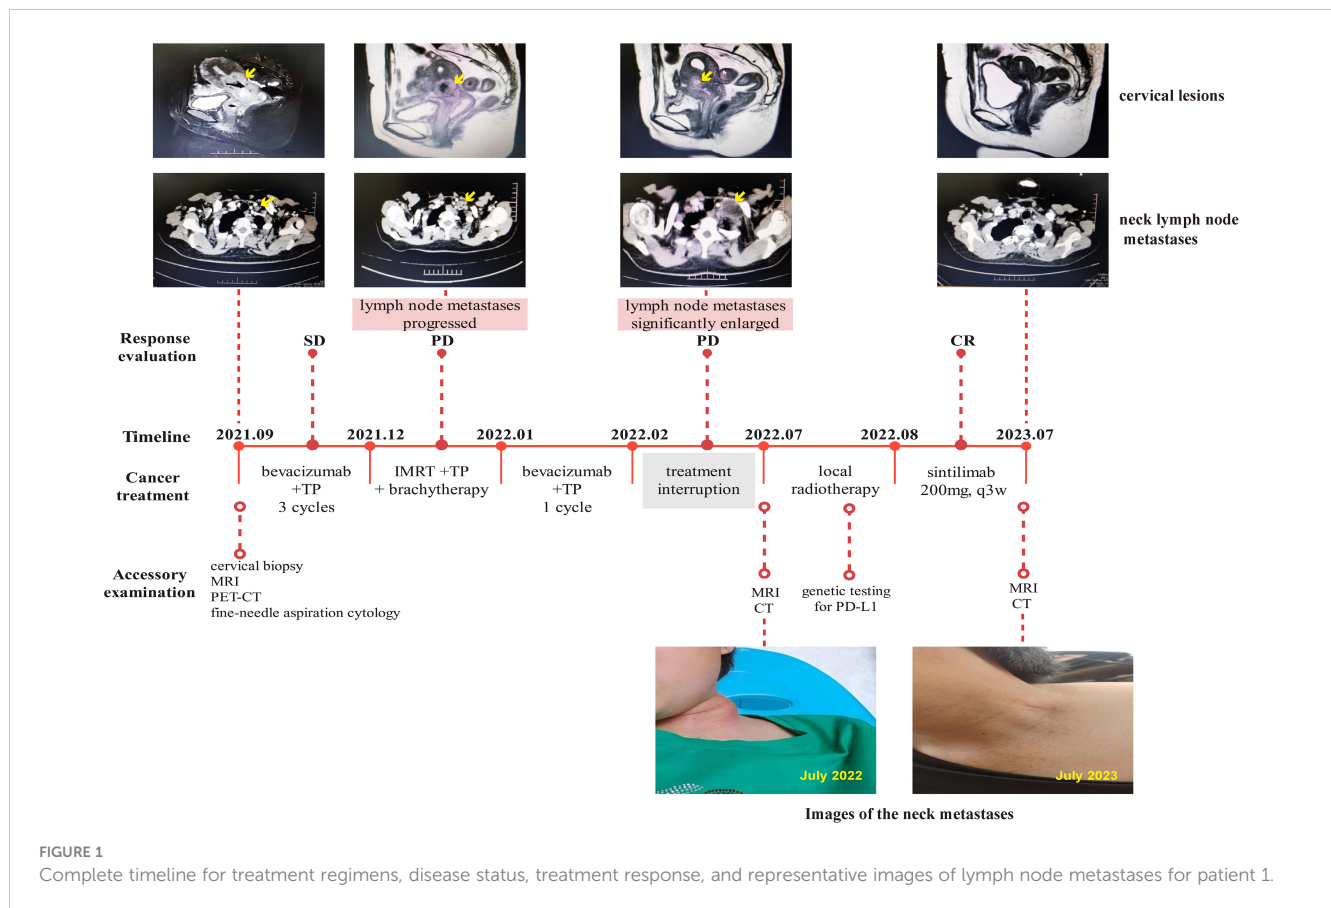 cervical lesions
neck lymph node
metastases
lymph node metastases
progressed
lymph node metastases
significantly enlarged
Response
evaluation
SD
PD
PD
CR
Timeline
2021.09
2021.12
2022.01
2022.02
2022.07
2022.08
2023.07
Cancer
treatment
bevacizumab
+TP
3 cycles
IMRT +TP
+ brachytherapy
bevacizumab
+TP
1 cycle
treatment
interruption
local
radiotherapy
sintilimab
200mg, q3w
Accessory
examination
cervical biopsy
MRI
PET-CT
fine-needle aspiration cytology
MRI
CT
genetic testing
for PD-L1
MRI
CT
July 2022
July 2023
Images of the neck metastases
FIGURE 1
Complete timeline for treatment regimens, disease status, treatment response, and representative images of lymph node metastases for patient 1.